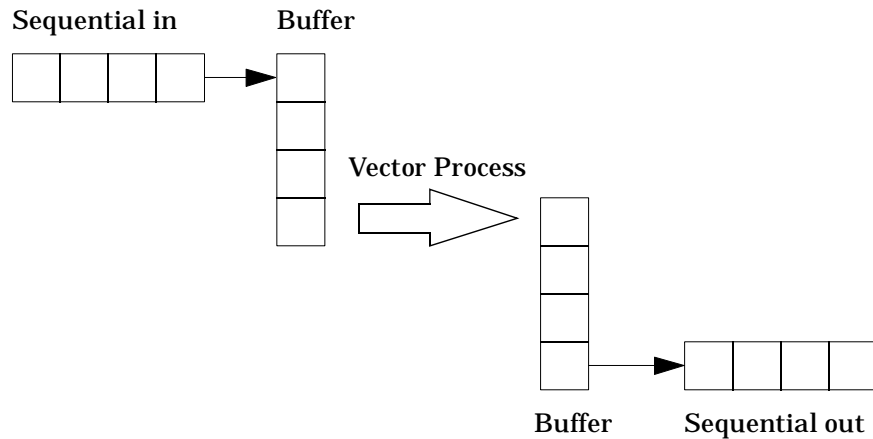 Sequential in
Buffer
Vector Process
Buffer
Sequential out